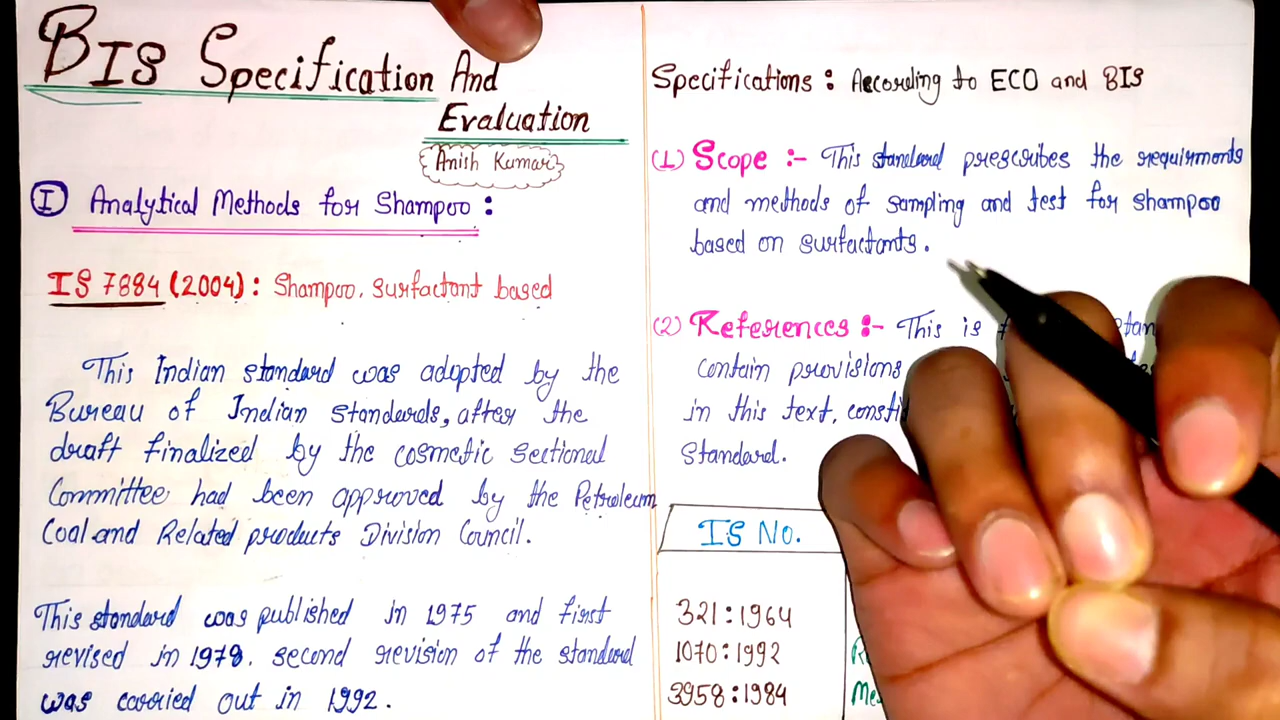 BIS Specification And
Evaluation
Anish Kumar
I Analytical Methods for Shampoo :
IS 7884 (2004) : Shampoo, surfactant based
This Indian standard was adopted by the
Bureau of Indian standards, after the
draft finalized by the cosmetic sectional
Committee had been approved by the Petroleum
Coal and Related products Division Council.
This standard was published in 1975 and first
revised in 1978. second revision of the standard
was carried out in 1992.
Specifications : According to ECO and BIS
(1) Scope :- This standard prescribes the requirments
and methods of sampling and test for shampoo
based on surfactants.
(2) References :- This is
contain provisions
in this text,
Standard.
IS No.
321 : 1964
1070 : 1992
3958 : 1984